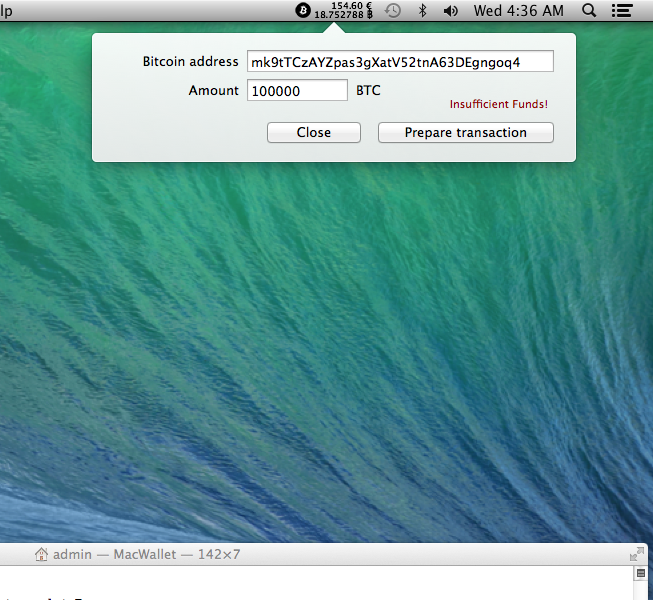 lp 154.60 € Wed 4:36 AM
18.752788 ฿
Bitcoin address mk9tTCzAYZpas3gXatV52tnA63DEgngoq4
Amount 100000 BTC
Insufficient Funds!
Close Prepare transaction
admin — MacWallet — 142×7